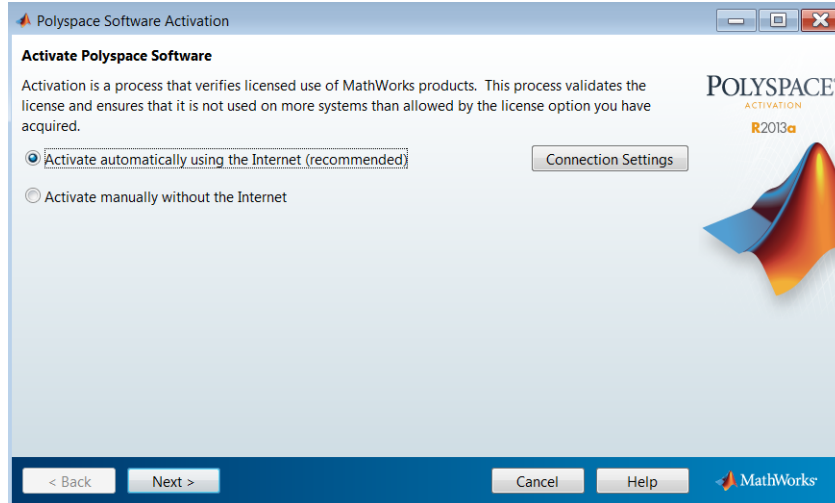 Polyspace Software Activation
Activate Polyspace Software
Activation is a process that verifies licensed use of MathWorks products. This process validates the
license and ensures that it is not used on more systems than allowed by the license option you have
acquired.
Activate automatically using the Internet (recommended)
Connection Settings
Activate manually without the Internet
POLYSPACE
ACTIVATION
R2013a
< Back
Next >
Cancel
Help
MathWorks